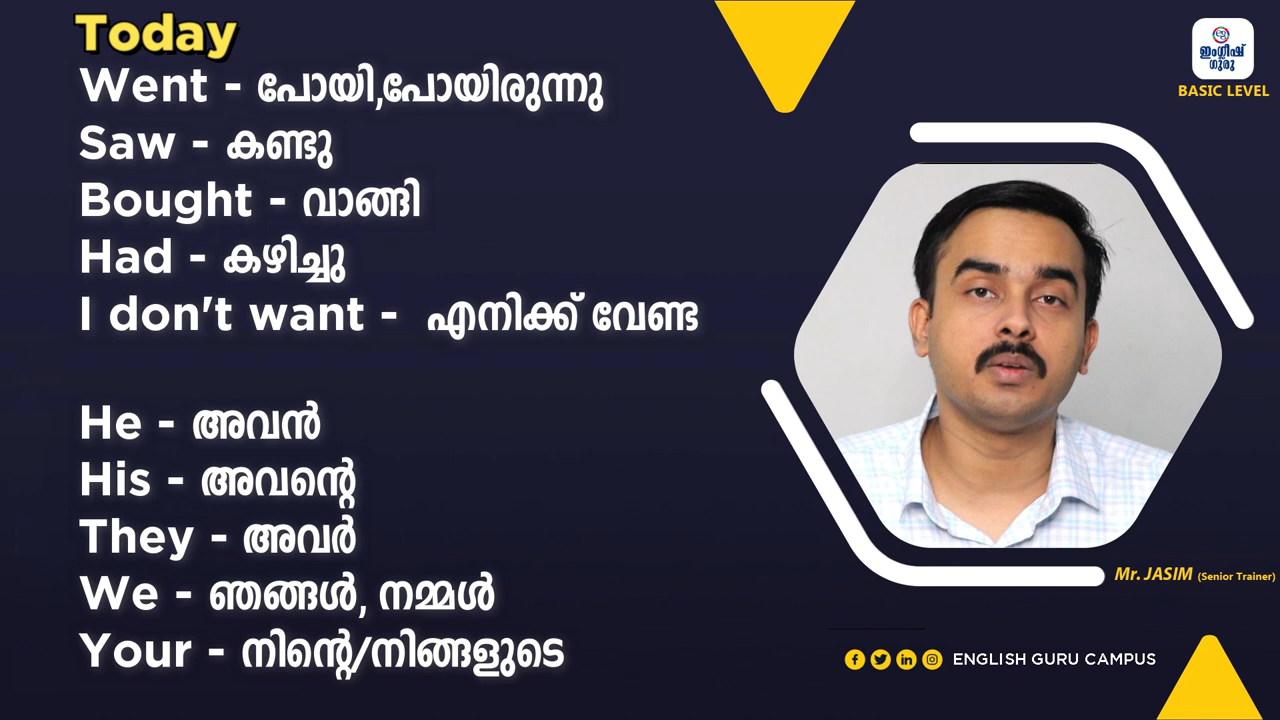 Today
Went - പോയി,പോയിരുന്നു
Saw - കണ്ടു
Bought - വാങ്ങി
Had - കഴിച്ചു
I don't want - എനിക്ക് വേണ്ട
He - അവൻ
His - അവന്റെ
They - അവർ
We - ഞങ്ങൾ, നമ്മൾ
Your - നിന്റെ/നിങ്ങളുടെ
ഇംഗ്ലീഷ്
ഗുരു
BASIC LEVEL
Mr. JASIM (Senior Trainer)
ENGLISH GURU CAMPUS